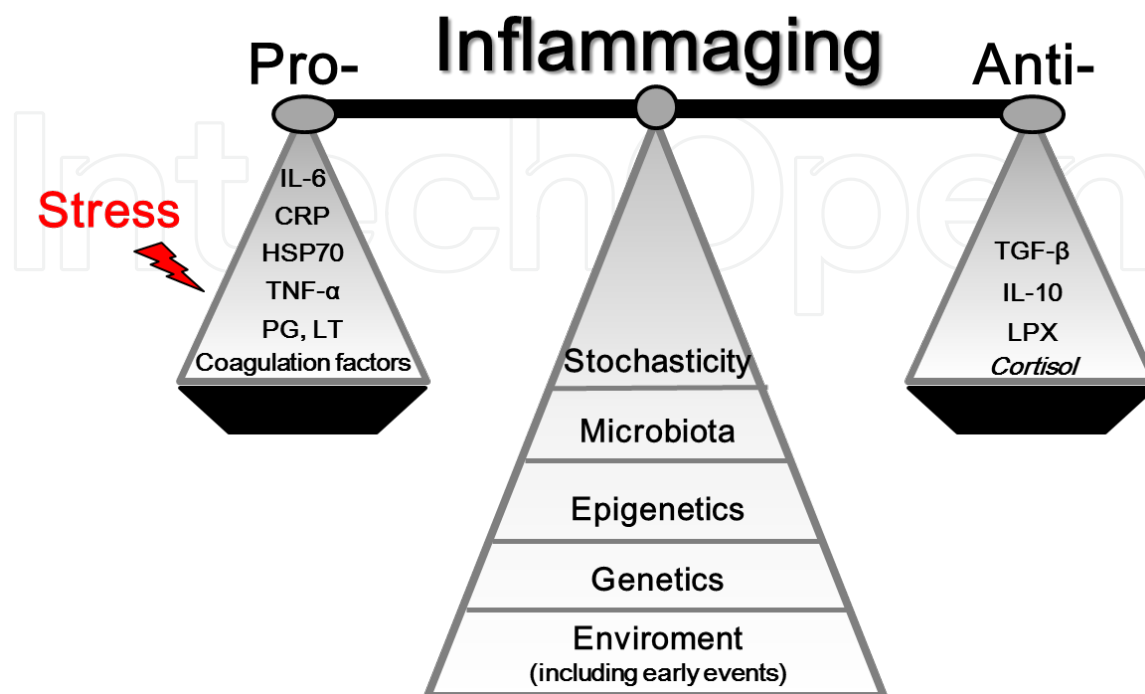 Inflammaging
Pro-
Anti-
IntechOpen
Stress
IL-6
CRP
HSP70
TNF-α
PG, LT
Coagulation factors
TGF-β
IL-10
LPX
Cortisol
Stochasticity
Microbiota
Epigenetics
Genetics
Enviroment
(including early events)